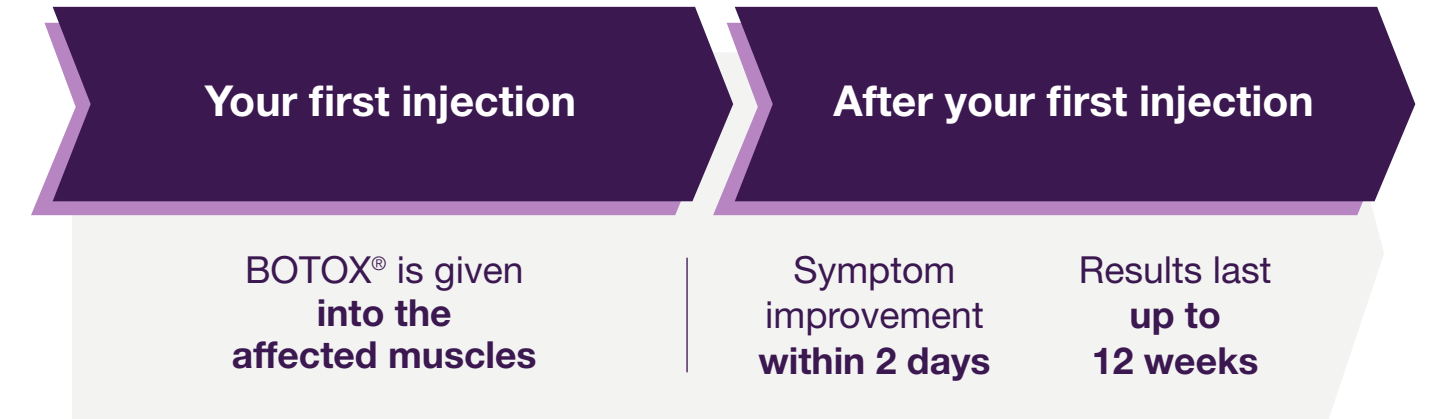 Your first injection
After your first injection
BOTOX® is given
into the
affected muscles
Symptom
improvement
within 2 days
Results last
up to
12 weeks